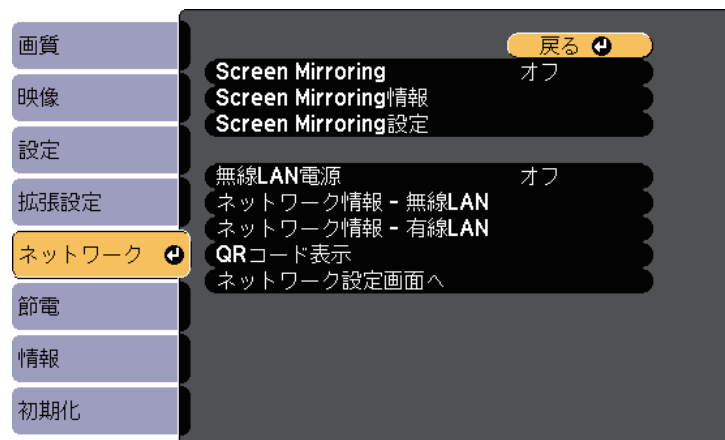 画質
映像
設定
拡張設定
ネットワーク
節電
情報
初期化
戻る
Screen Mirroring オフ
Screen Mirroring情報
Screen Mirroring設定
無線LAN電源 オフ
ネットワーク情報 - 無線LAN
ネットワーク情報 - 有線LAN
QRコード表示
ネットワーク設定画面へ